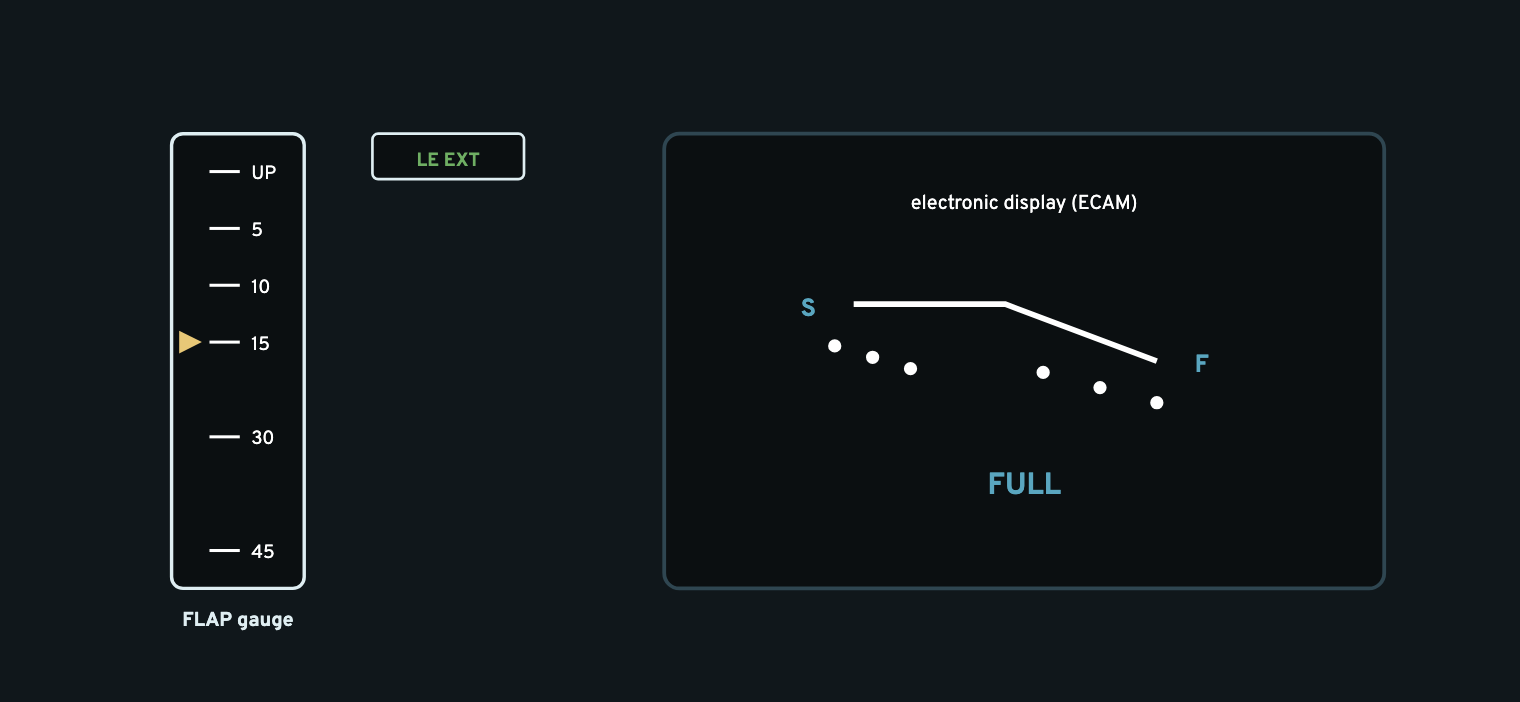 UP
5
10
15
30
45
FLAP gauge
LE EXT
electronic display (ECAM)
S
F
FULL